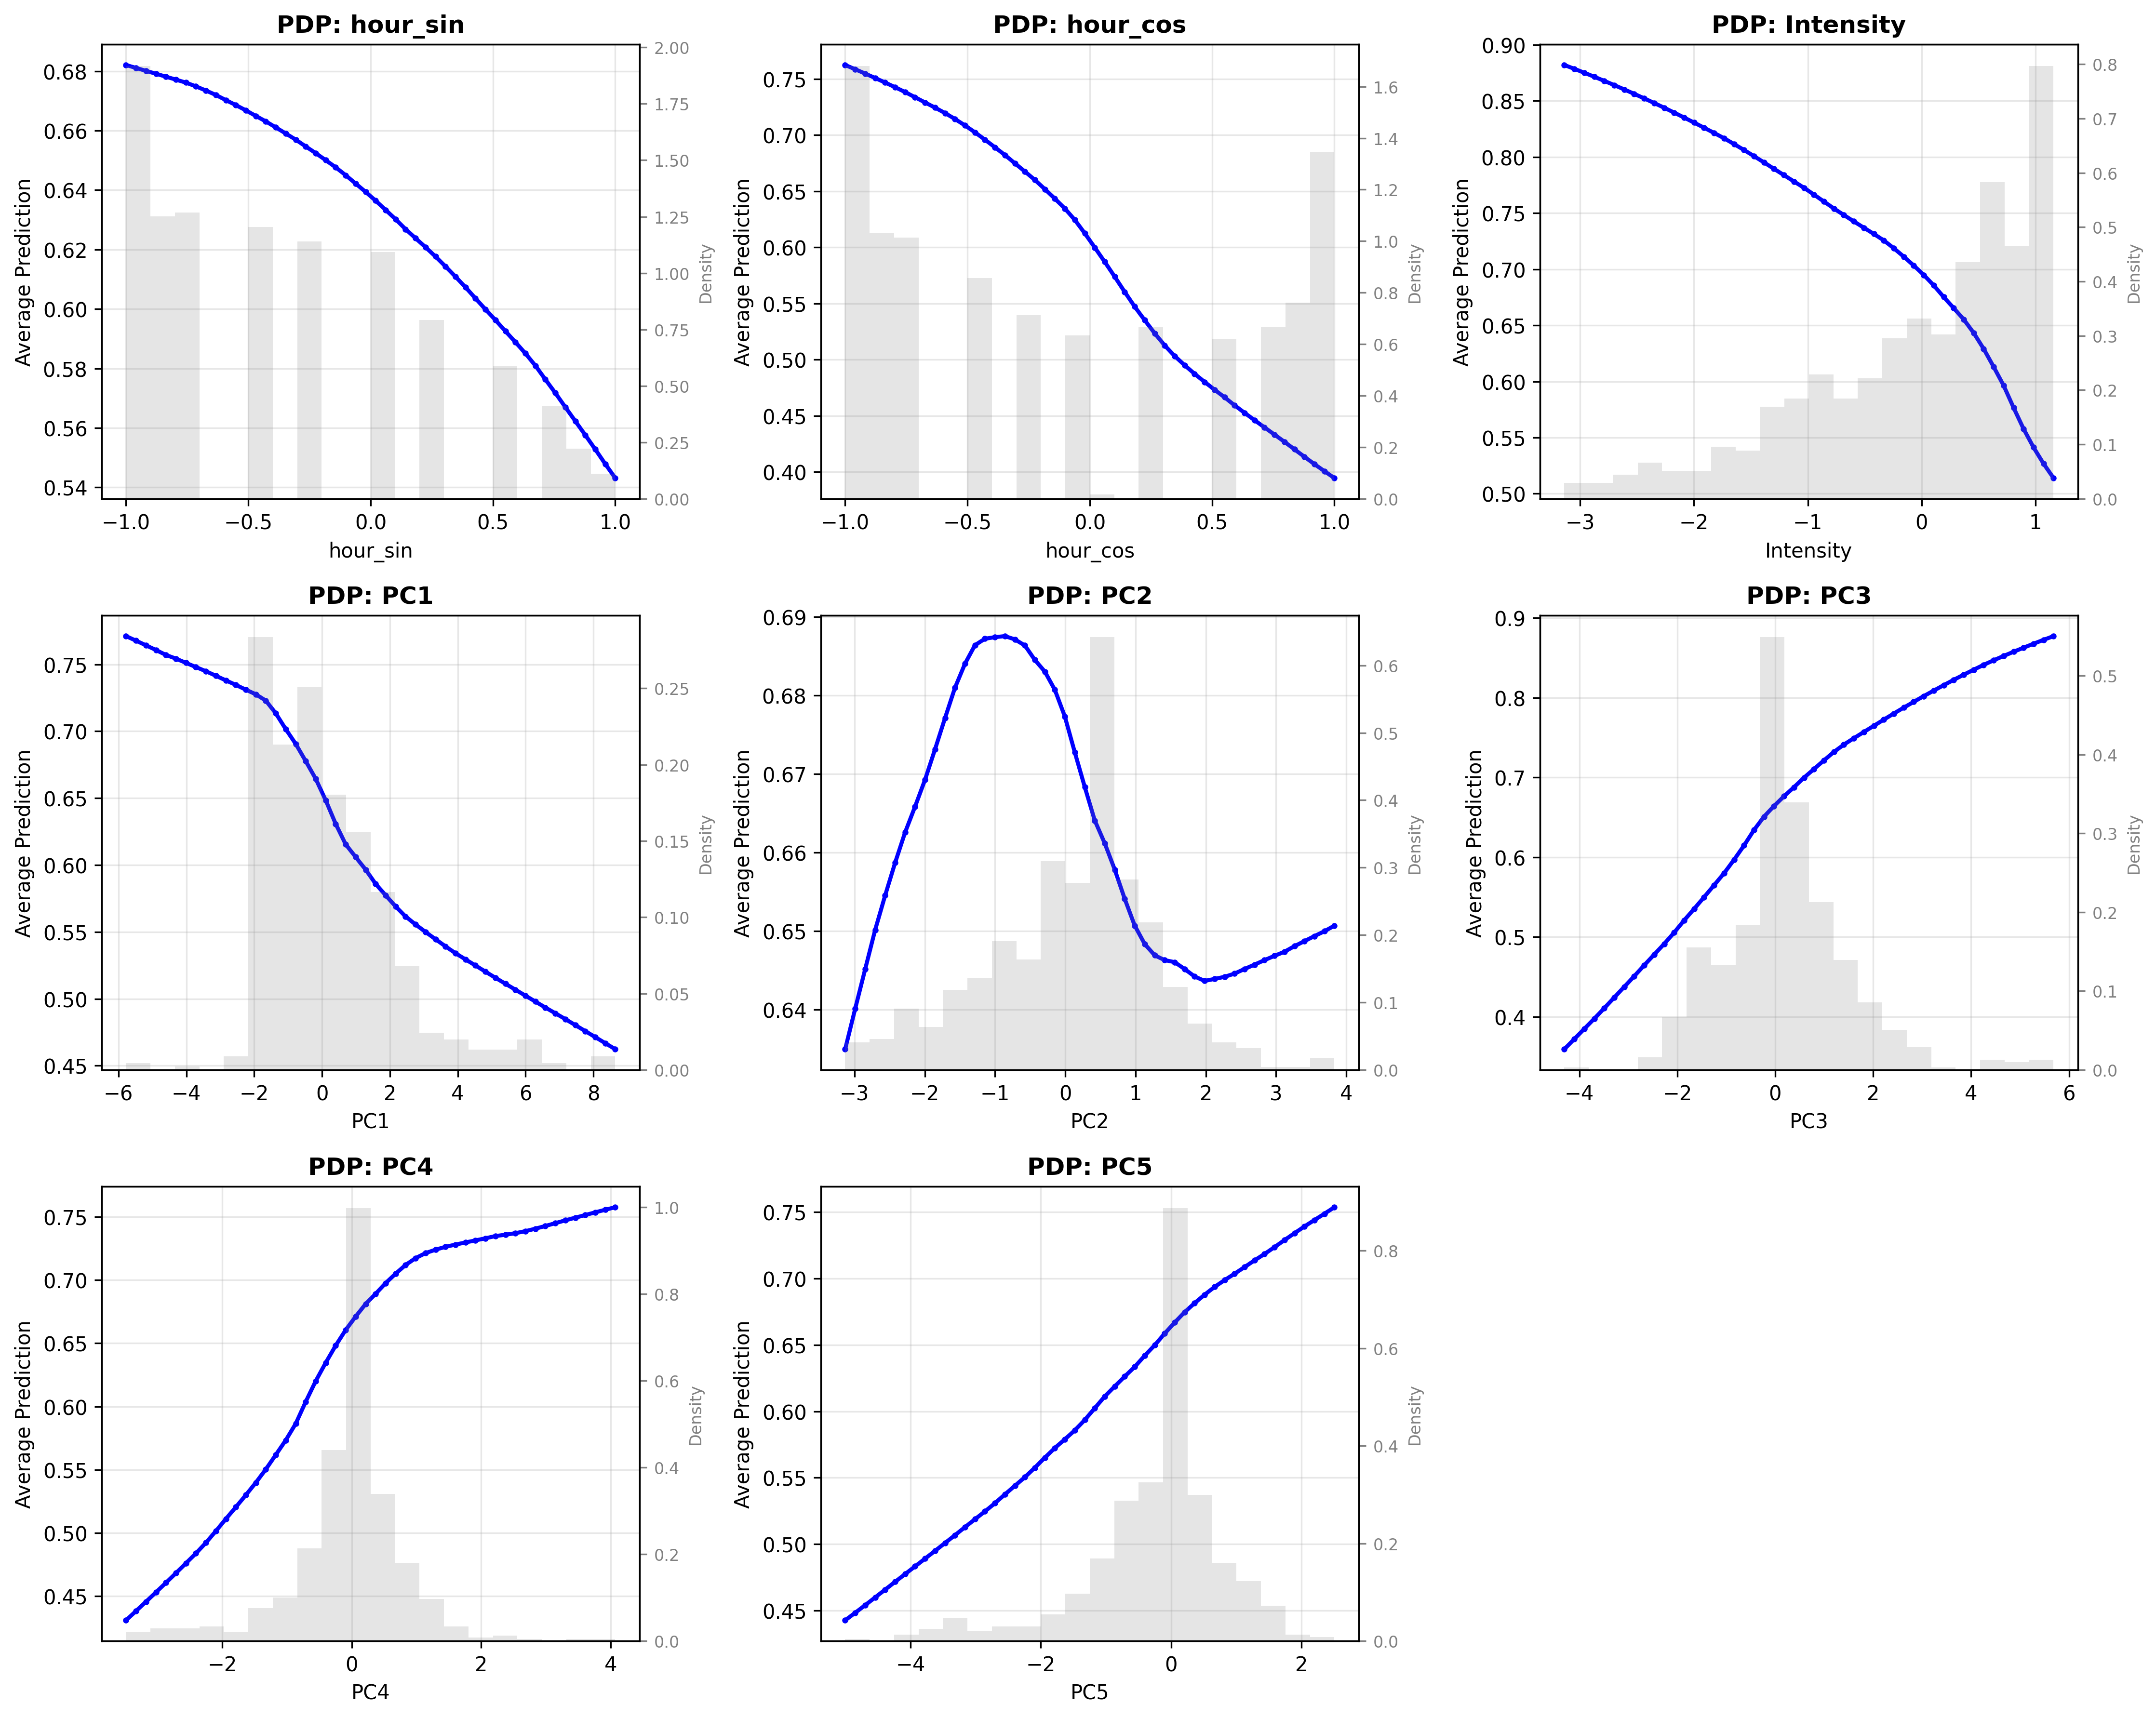 PDP: hour_sin
0.68
0.66
0.64
0.62
0.60
0.58
0.56
0.54
Average Prediction
−1.0 −0.5 0.0 0.5 1.0
hour_sin
2.00
1.75
1.50
1.25
1.00
0.75
0.50
0.25
0.00
Density
PDP: hour_cos
0.75
0.70
0.65
0.60
0.55
0.50
0.45
0.40
Average Prediction
−1.0 −0.5 0.0 0.5 1.0
hour_cos
1.6
1.4
1.2
1.0
0.8
0.6
0.4
0.2
0.0
Density
PDP: Intensity
0.90
0.85
0.80
0.75
0.70
0.65
0.60
0.55
0.50
Average Prediction
−3 −2 −1 0 1
Intensity
0.8
0.7
0.6
0.5
0.4
0.3
0.2
0.1
0.0
Density
PDP: PC1
0.75
0.70
0.65
0.60
0.55
0.50
0.45
Average Prediction
−6 −4 −2 0 2 4 6 8
PC1
0.25
0.20
0.15
0.10
0.05
0.00
Density
PDP: PC2
0.69
0.68
0.67
0.66
0.65
0.64
Average Prediction
−3 −2 −1 0 1 2 3 4
PC2
0.6
0.5
0.4
0.3
0.2
0.1
0.0
Density
PDP: PC3
0.9
0.8
0.7
0.6
0.5
0.4
Average Prediction
−4 −2 0 2 4 6
PC3
0.5
0.4
0.3
0.2
0.1
0.0
Density
PDP: PC4
0.75
0.70
0.65
0.60
0.55
0.50
0.45
Average Prediction
−2 0 2 4
PC4
1.0
0.8
0.6
0.4
0.2
0.0
Density
PDP: PC5
0.75
0.70
0.65
0.60
0.55
0.50
0.45
Average Prediction
−4 −2 0 2
PC5
0.8
0.6
0.4
0.2
0.0
Density